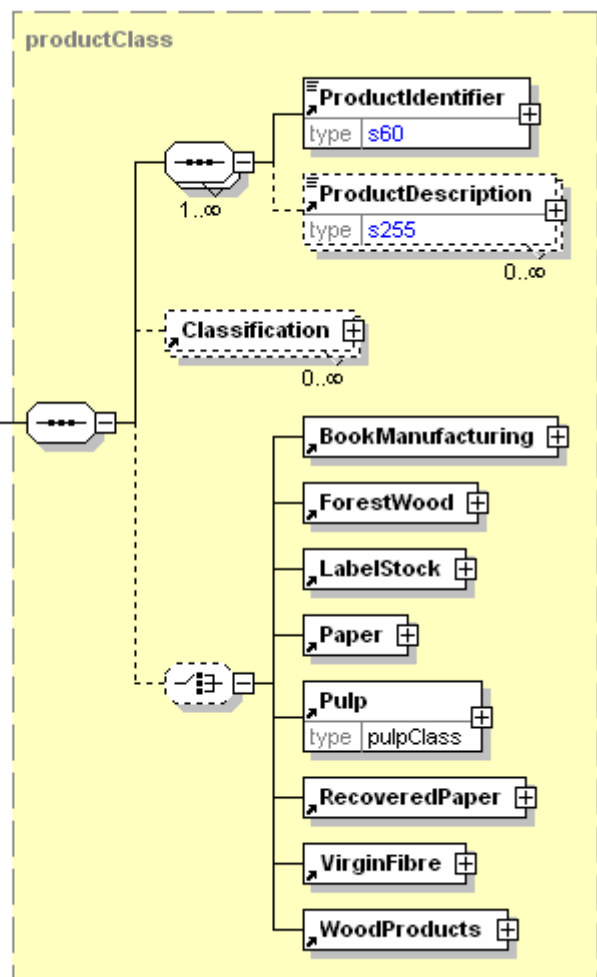 productClass
ProductIdentifier
type s60
1..∞
ProductDescription
type s255
0..∞
Classification
0..∞
BookManufacturing
ForestWood
LabelStock
Paper
Pulp
type pulpClass
RecoveredPaper
VirginFibre
WoodProducts